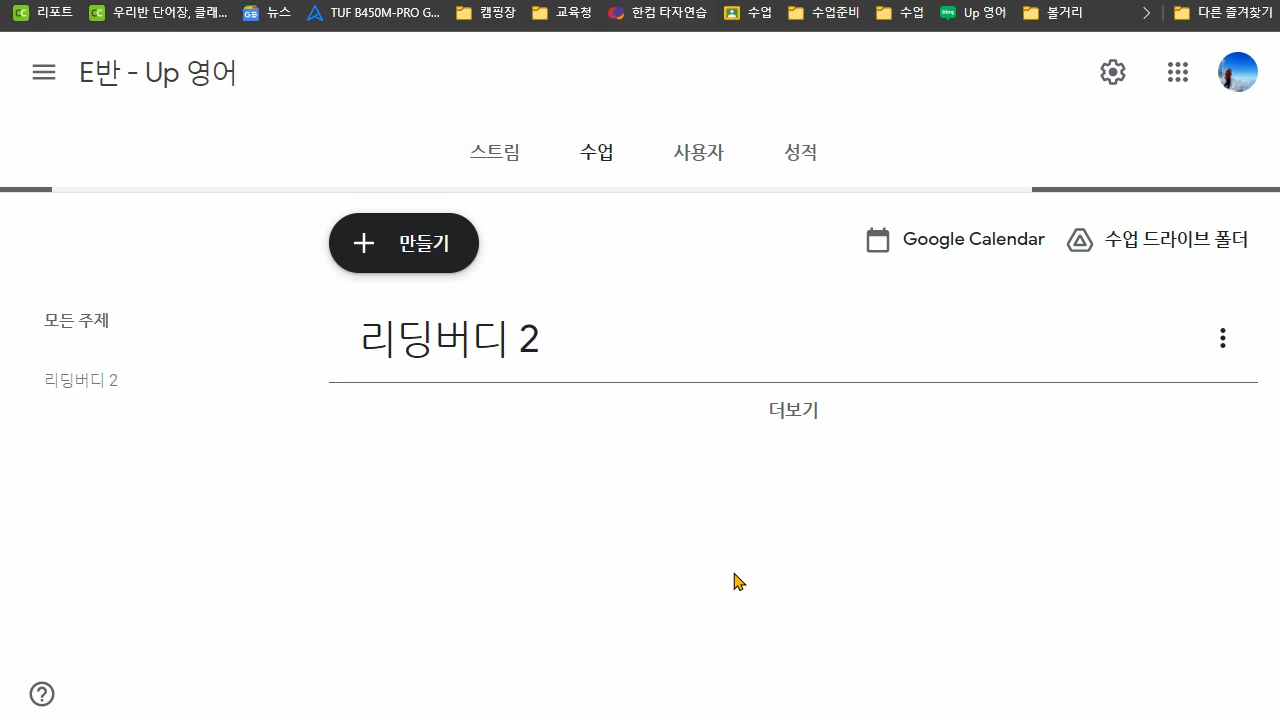 리포트 우리반 단어장, 클래... 뉴스 TUF B450M-PRO G... 캠핑장 교육청 한컴 타자연습 수업 수업준비 수업 Up 영어 볼거리 다른 즐겨찾기
E반 - Up 영어
스트림 수업 사용자 성적
만들기 Google Calendar 수업 드라이브 폴더
모든 주제
리딩버디 2
리딩버디 2
더보기